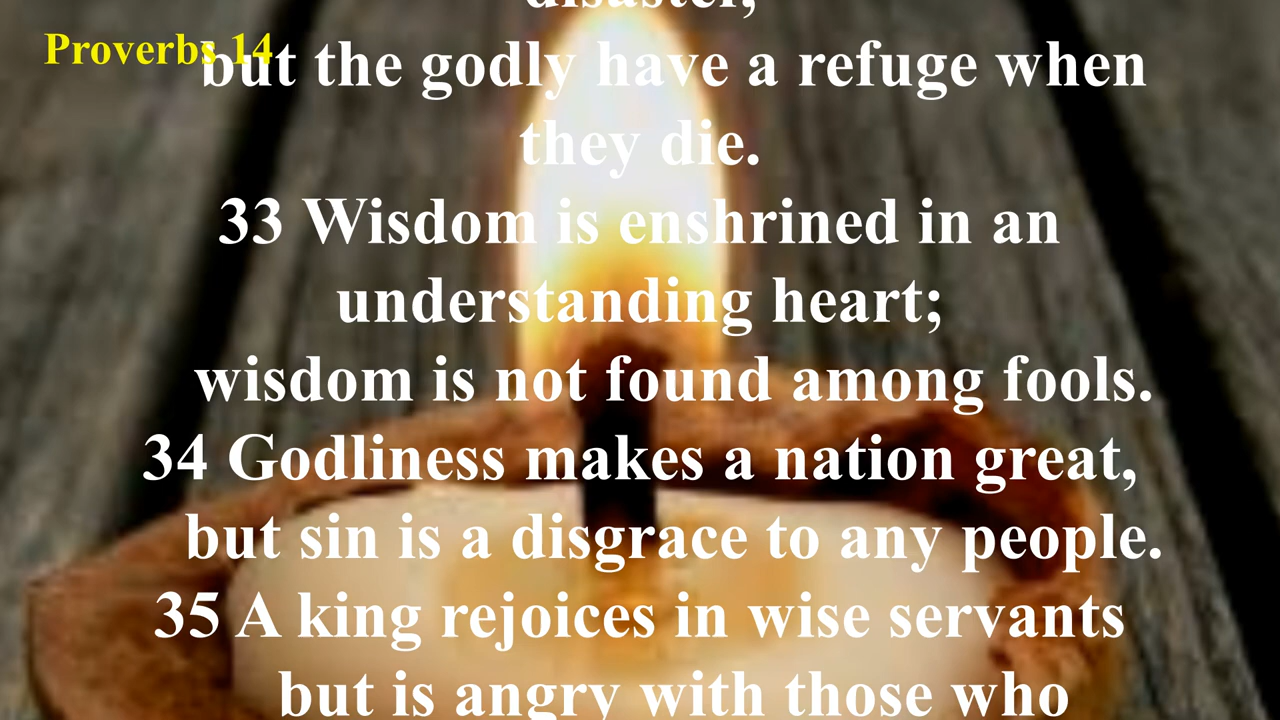 disaster,
Proverbs 14
but the godly have a refuge when
they die.
33 Wisdom is enshrined in an
understanding heart;
wisdom is not found among fools.
34 Godliness makes a nation great,
but sin is a disgrace to any people.
35 A king rejoices in wise servants
but is angry with those who